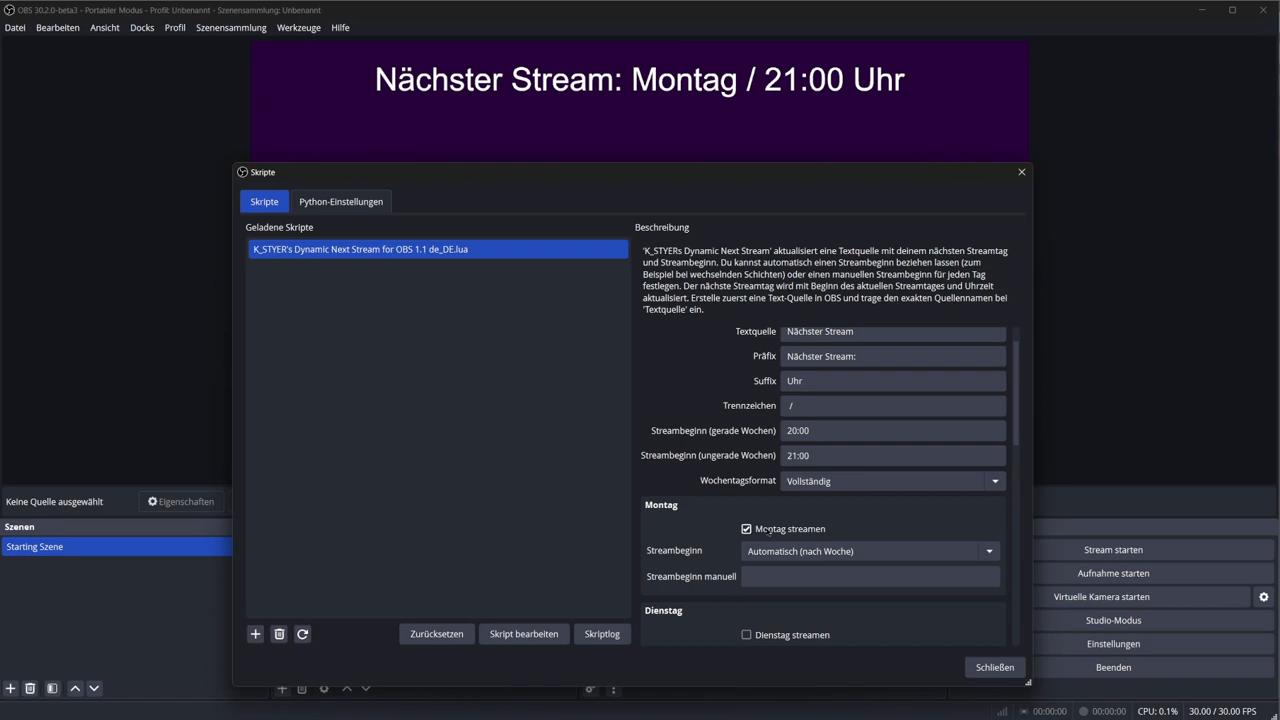 OBS 30.2.0-beta3 - Portabler Modus - Profil: Unbenannt - Szenensammlung: Unbenannt
Datei Bearbeiten Ansicht Docks Profil Szenensammlung Werkzeuge Hilfe
Nächster Stream: Montag / 21:00 Uhr
Skripte
Skripte Python-Einstellungen
Geladene Skripte
K_STYER's Dynamic Next Stream for OBS 1.1 de_DE.lua
Beschreibung
'K_STYERs Dynamic Next Stream' aktualisiert eine Textquelle mit deinem nächsten Streamtag
und Streambeginn. Du kannst automatisch einen Streambeginn beziehen lassen (zum
Beispiel bei wechselnden Schichten) oder einen manuellen Streambeginn für jeden Tag
festlegen. Der nächste Streamtag wird mit Beginn des aktuellen Streamtages und Uhrzeit
aktualisiert. Erstelle zuerst eine Text-Quelle in OBS und trage den exakten Quellennamen bei
'Textquelle' ein.
Textquelle Nächster Stream
Präfix Nächster Stream:
Suffix Uhr
Trennzeichen /
Streambeginn (gerade Wochen) 20:00
Streambeginn (ungerade Wochen) 21:00
Wochentagsformat Vollständig
Montag
Montag streamen
Streambeginn Automatisch (nach Woche)
Streambeginn manuell
Dienstag
Dienstag streamen
Zurücksetzen Skript bearbeiten Skriptlog
Schließen
Keine Quelle ausgewählt Eigenschaften
Szenen
Starting Szene
Stream starten
Aufnahme starten
Virtuelle Kamera starten
Studio-Modus
Einstellungen
Beenden
00:00:00 00:00:00 CPU: 0.1% 30.00 / 30.00 FPS